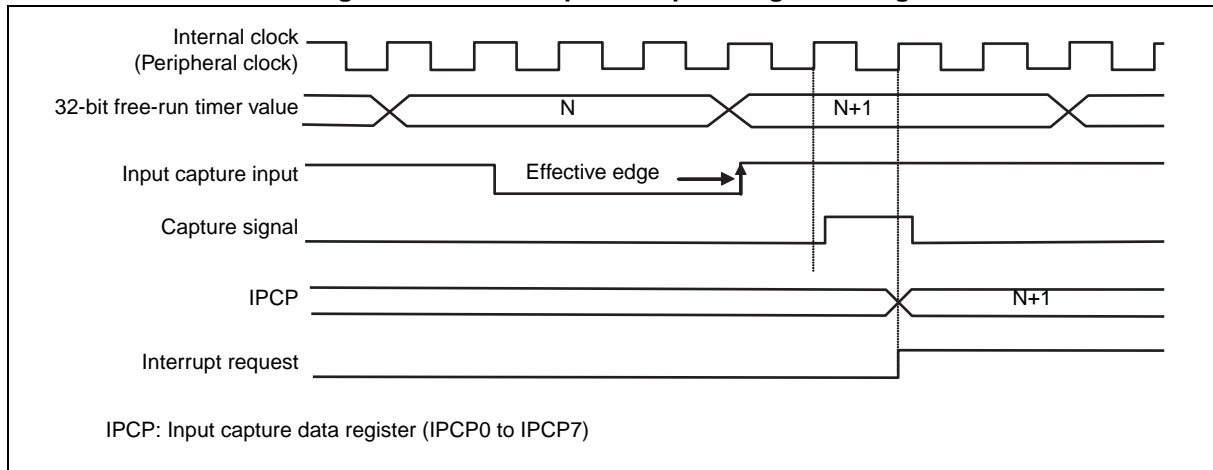 Internal clock
(Peripheral clock)
32-bit free-run timer value
N
N+1
Input capture input
Effective edge
Capture signal
IPCP
N+1
Interrupt request
IPCP: Input capture data register (IPCP0 to IPCP7)